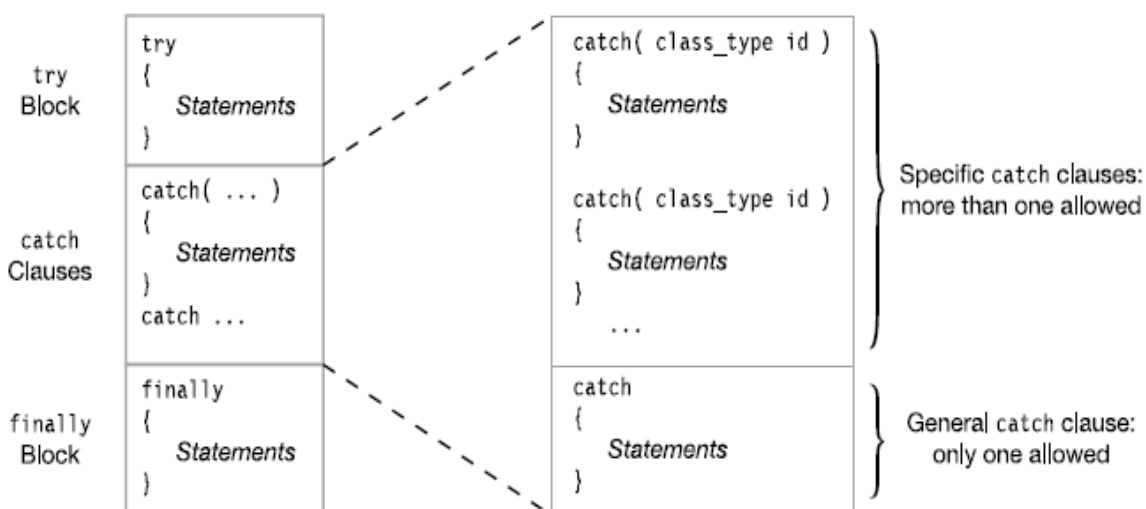 try
Block
try
{
Statements
}
catch
Clauses
catch( ... )
{
Statements
}
catch ...
finally
Block
finally
{
Statements
}
catch( class_type id )
{
Statements
}
catch( class_type id )
{
Statements
}
...
Specific catch clauses:
more than one allowed
catch
{
Statements
}
General catch clause:
only one allowed